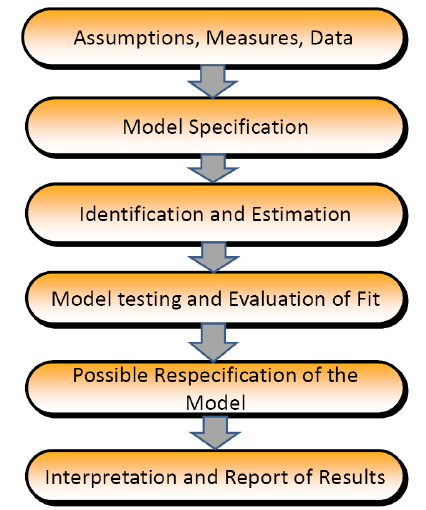 Assumptions, Measures, Data
Model Specification
Identification and Estimation
Model testing and Evaluation of Fit
Possible Respecification of the
Model
Interpretation and Report of Results